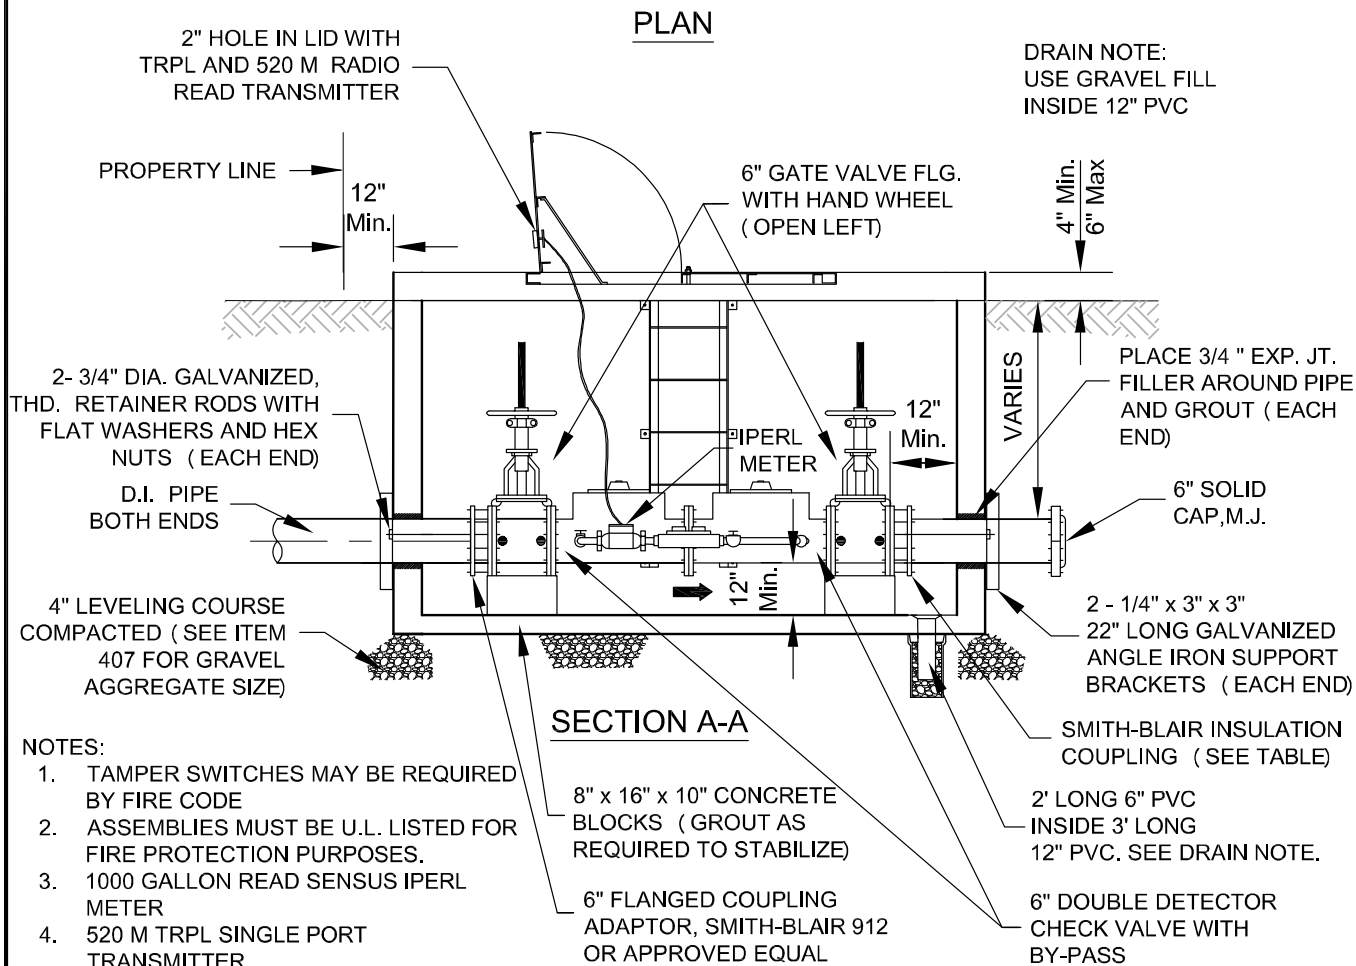 PLAN
2" HOLE IN LID WITH
TRPL AND 520 M RADIO
READ TRANSMITTER
DRAIN NOTE:
USE GRAVEL FILL
INSIDE 12" PVC
PROPERTY LINE
12"
Min.
6" GATE VALVE FLG.
WITH HAND WHEEL
( OPEN LEFT)
4" Min.
6" Max
2- 3/4" DIA. GALVANIZED,
THD. RETAINER RODS WITH
FLAT WASHERS AND HEX
NUTS ( EACH END)
D.I. PIPE
BOTH ENDS
IPERL
METER
12"
Min.
VARIES
PLACE 3/4 " EXP. JT.
FILLER AROUND PIPE
AND GROUT ( EACH
END)
6" SOLID
CAP,M.J.
12"
Min.
4" LEVELING COURSE
COMPACTED ( SEE ITEM
407 FOR GRAVEL
AGGREGATE SIZE)
2 - 1/4" x 3" x 3"
22" LONG GALVANIZED
ANGLE IRON SUPPORT
BRACKETS ( EACH END)
SECTION A-A
SMITH-BLAIR INSULATION
COUPLING ( SEE TABLE)
NOTES:
1. TAMPER SWITCHES MAY BE REQUIRED
BY FIRE CODE
2. ASSEMBLIES MUST BE U.L. LISTED FOR
FIRE PROTECTION PURPOSES.
3. 1000 GALLON READ SENSUS IPERL
METER
4. 520 M TRPL SINGLE PORT
TRANSMITTER
8" x 16" x 10" CONCRETE
BLOCKS ( GROUT AS
REQUIRED TO STABILIZE)
6" FLANGED COUPLING
ADAPTOR, SMITH-BLAIR 912
OR APPROVED EQUAL
2' LONG 6" PVC
INSIDE 3' LONG
12" PVC. SEE DRAIN NOTE.
6" DOUBLE DETECTOR
CHECK VALVE WITH
BY-PASS